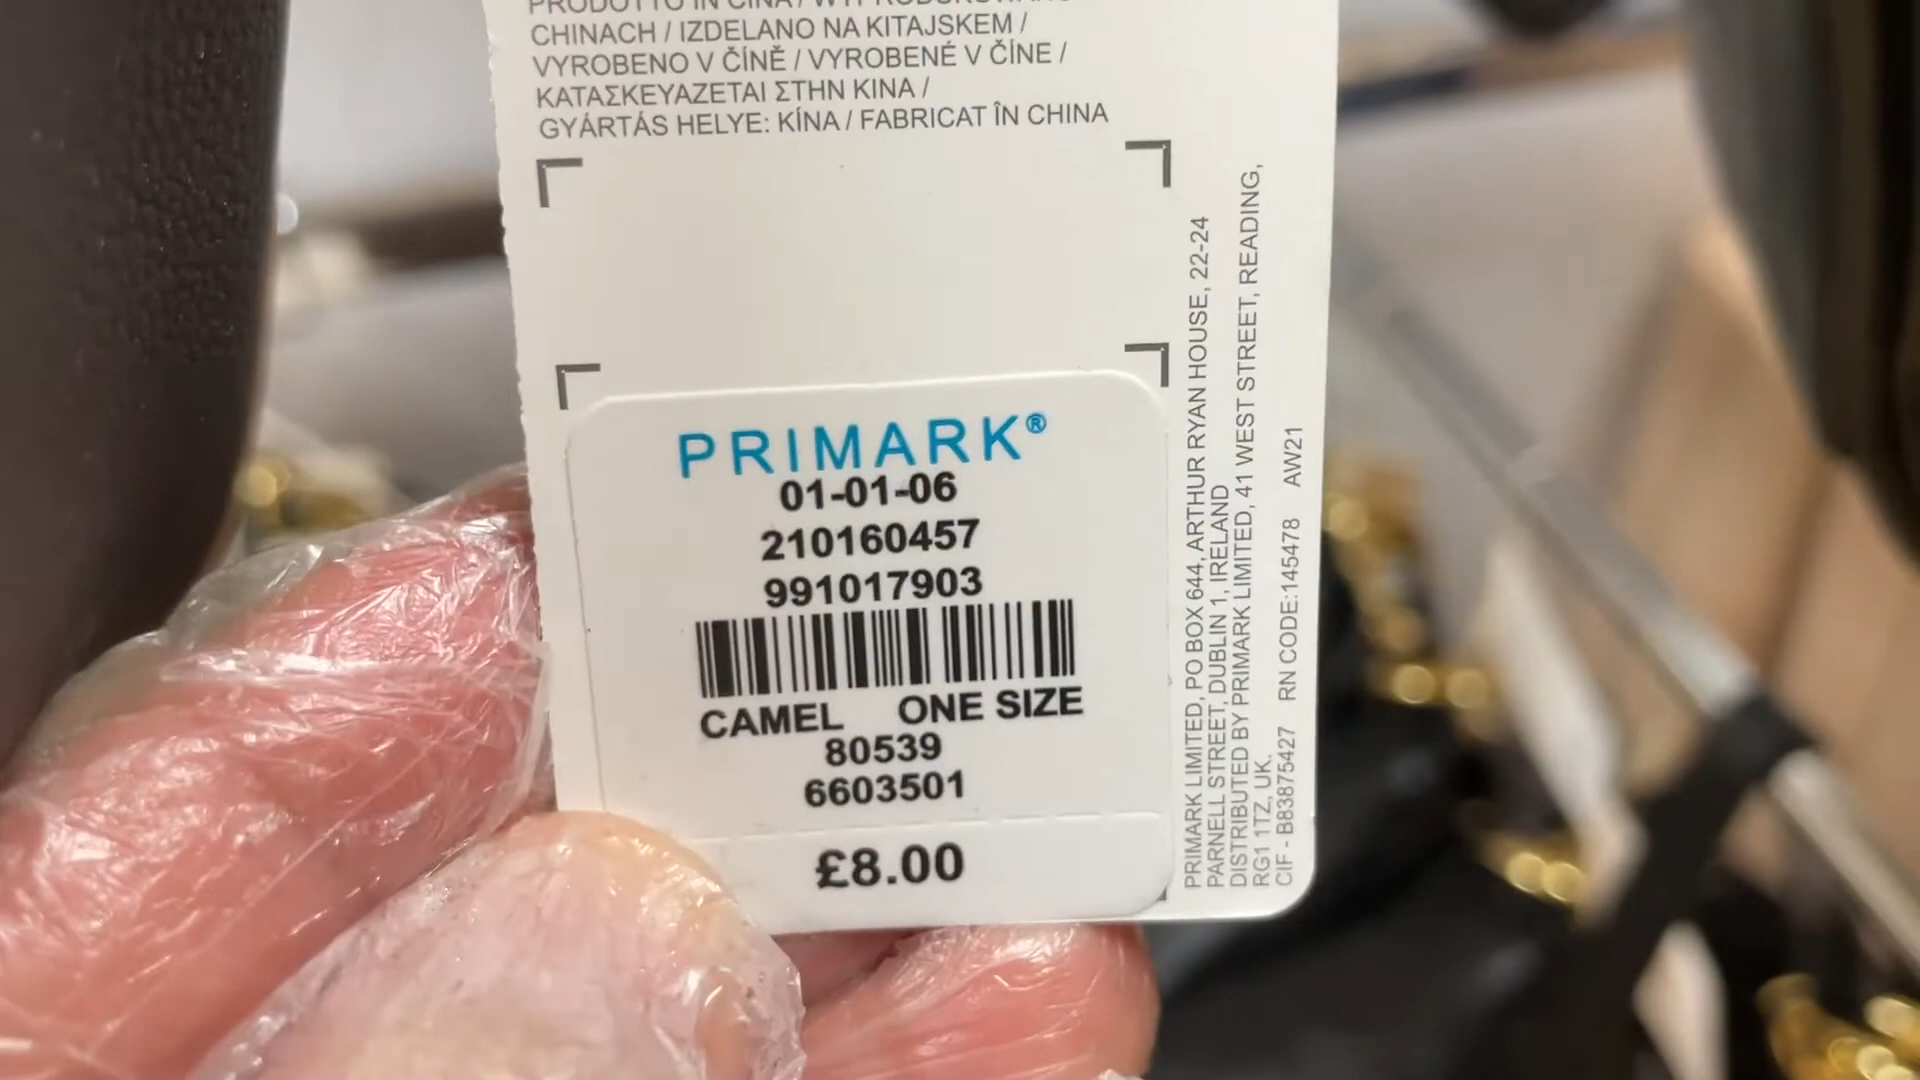 PRODOTTO IN CINA /
CHINACH / IZDELANO NA KITAJSKEM /
VYROBENO V ČÍNĚ / VYROBENÉ V ČÍNE /
ΚΑΤΑΣΚΕΥΑΖΕΤΑΙ ΣΤΗΝ ΚΙΝΑ /
GYÁRTÁS HELYE: KÍNA / FABRICAT ÎN CHINA
PRIMARK®
01-01-06
210160457
991017903
CAMEL ONE SIZE
80539
6603501
£8.00
PRIMARK LIMITED, PO BOX 644, ARTHUR RYAN HOUSE, 22-24
PARNELL STREET, DUBLIN 1, IRELAND
DISTRIBUTED BY PRIMARK LIMITED, 41 WEST STREET, READING,
RG1 1TZ, UK.
CIF - B83875427 RN CODE:145478 AW21